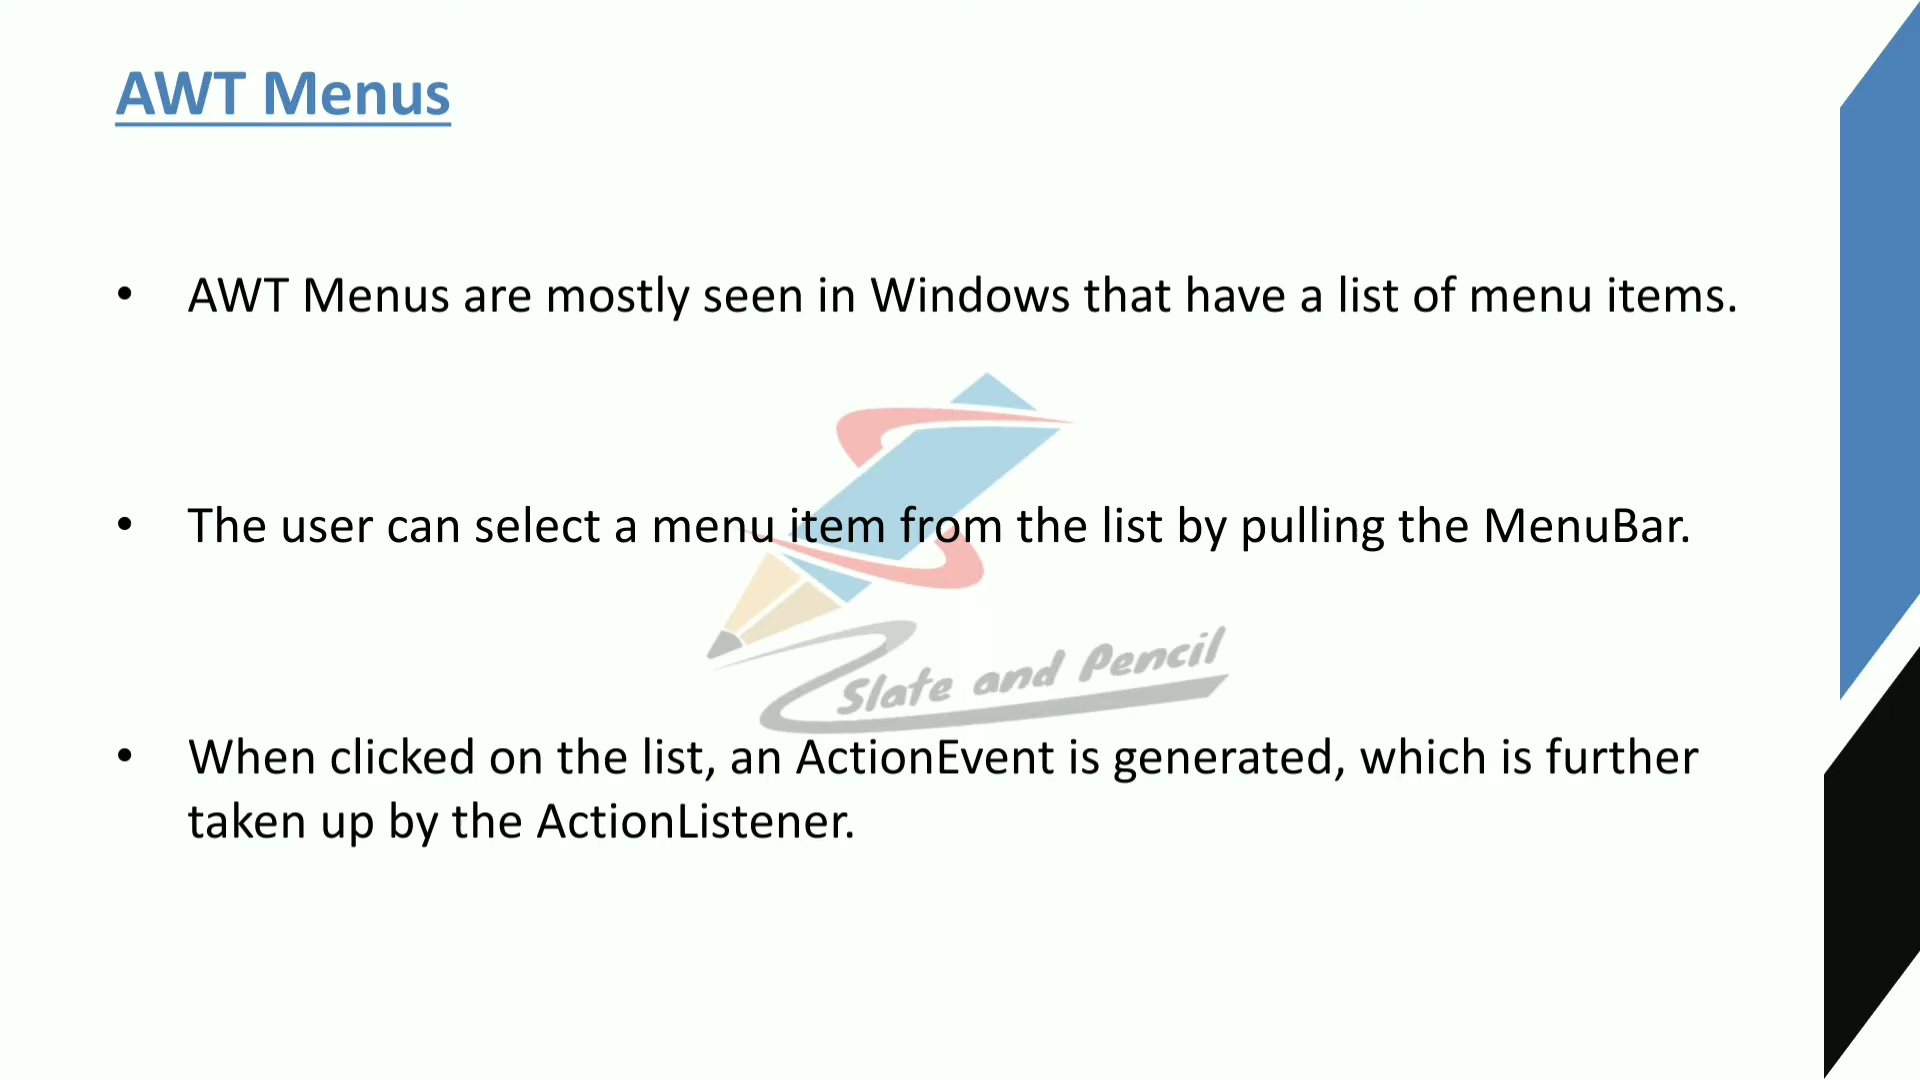 AWT Menus
• AWT Menus are mostly seen in Windows that have a list of menu items.
• The user can select a menu item from the list by pulling the MenuBar.
Slate and Pencil
• When clicked on the list, an ActionEvent is generated, which is further
taken up by the ActionListener.